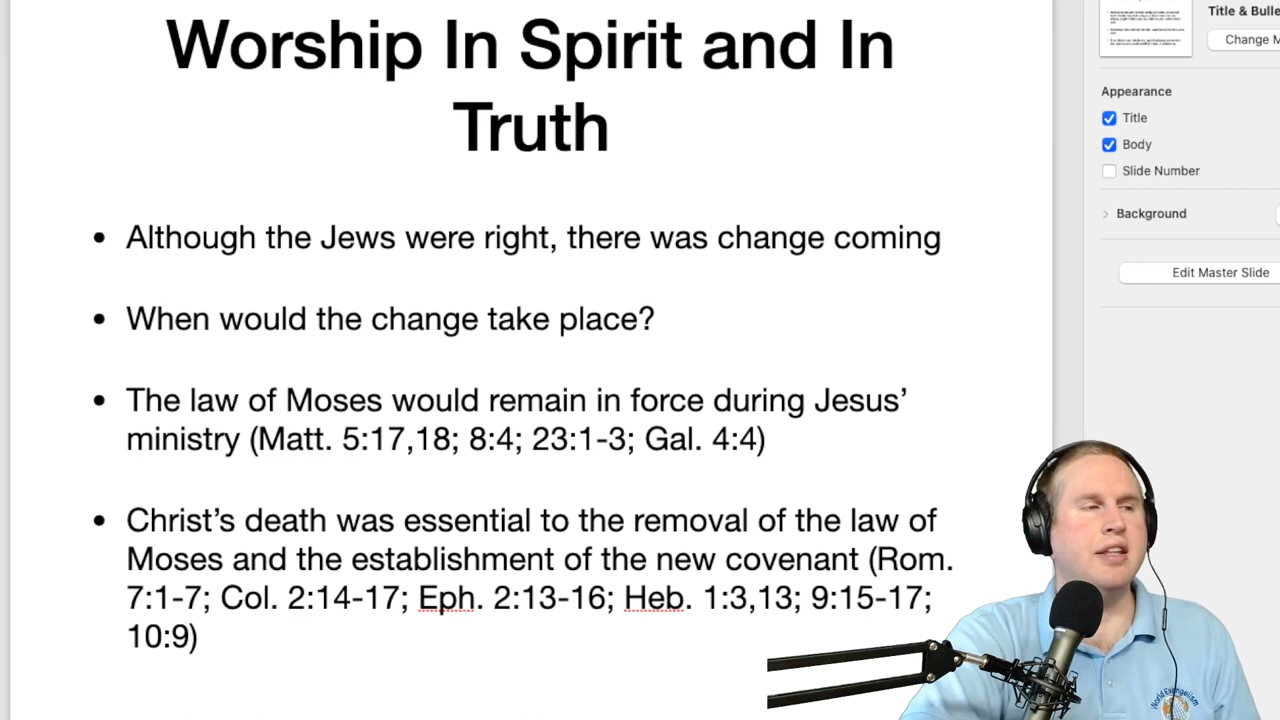 Worship In Spirit and In
Truth
• Although the Jews were right, there was change coming
• When would the change take place?
• The law of Moses would remain in force during Jesus’
ministry (Matt. 5:17,18; 8:4; 23:1-3; Gal. 4:4)
• Christ’s death was essential to the removal of the law of
Moses and the establishment of the new covenant (Rom.
7:1-7; Col. 2:14-17; Eph. 2:13-16; Heb. 1:3,13; 9:15-17;
10:9)
Title & Bulle
Change M
Appearance
Title
Body
Slide Number
Background
Edit Master Slide
World Evangelism